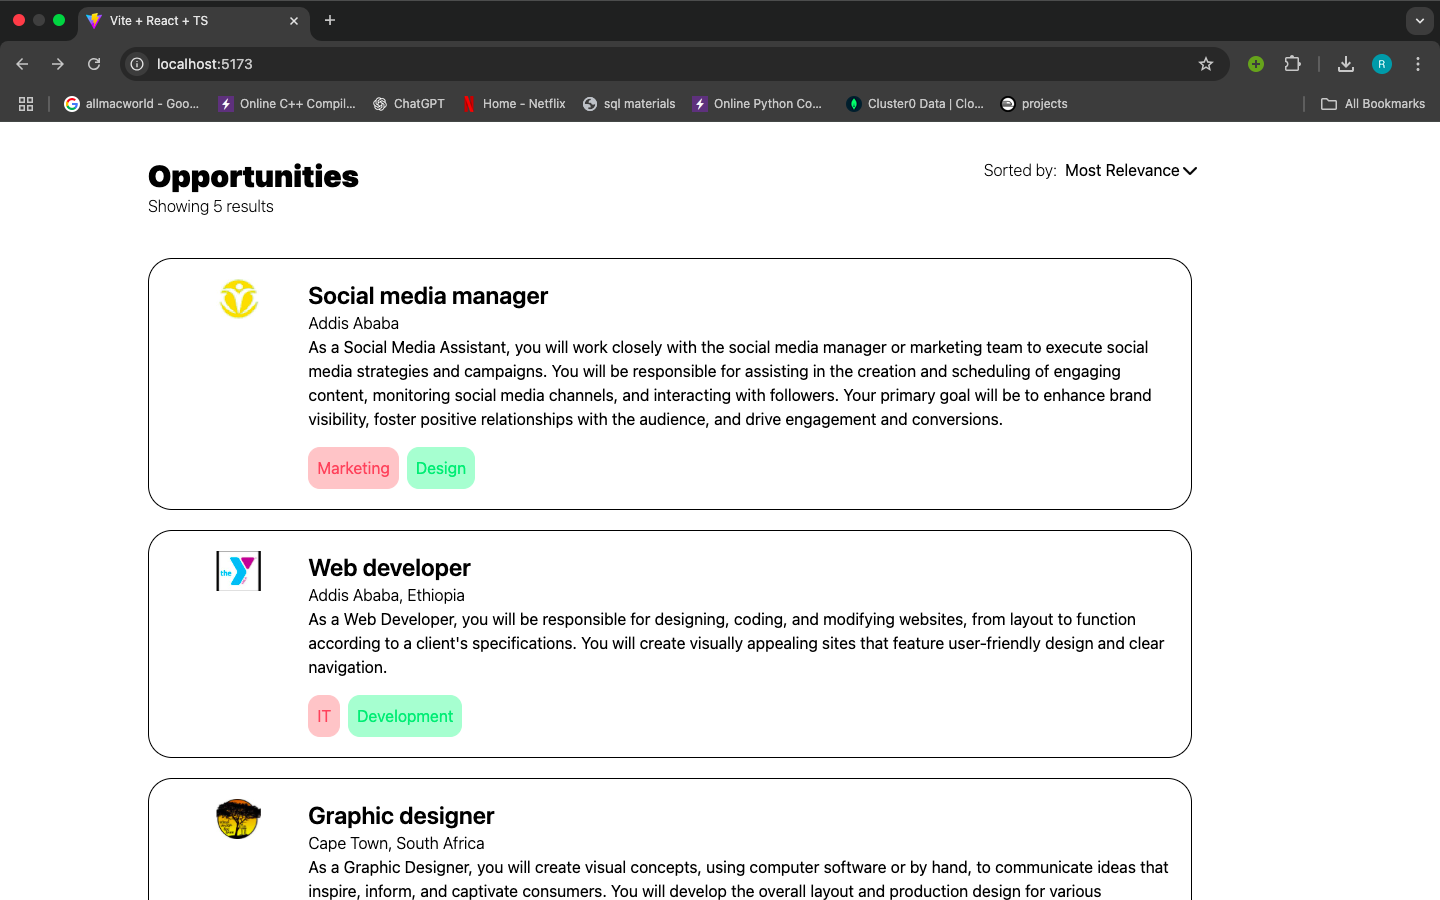 Vite + React + TS
localhost:5173
R
allmacworld - Goo...
Online C++ Compil...
ChatGPT
Home - Netflix
sql materials
Online Python Co...
Cluster0 Data | Clo...
projects
All Bookmarks
Opportunities
Sorted by: Most Relevance
Showing 5 results
Social media manager
Addis Ababa
As a Social Media Assistant, you will work closely with the social media manager or marketing team to execute social
media strategies and campaigns. You will be responsible for assisting in the creation and scheduling of engaging
content, monitoring social media channels, and interacting with followers. Your primary goal will be to enhance brand
visibility, foster positive relationships with the audience, and drive engagement and conversions.
Marketing Design
the
Web developer
Addis Ababa, Ethiopia
As a Web Developer, you will be responsible for designing, coding, and modifying websites, from layout to function
according to a client's specifications. You will create visually appealing sites that feature user-friendly design and clear
navigation.
IT Development
Graphic designer
Cape Town, South Africa
As a Graphic Designer, you will create visual concepts, using computer software or by hand, to communicate ideas that
inspire, inform, and captivate consumers. You will develop the overall layout and production design for various